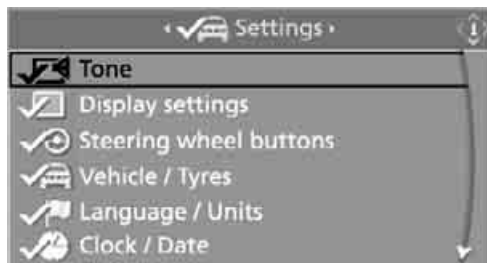 Settings
Tone
Display settings
Steering wheel buttons
Vehicle / Tyres
Language / Units
Clock / Date